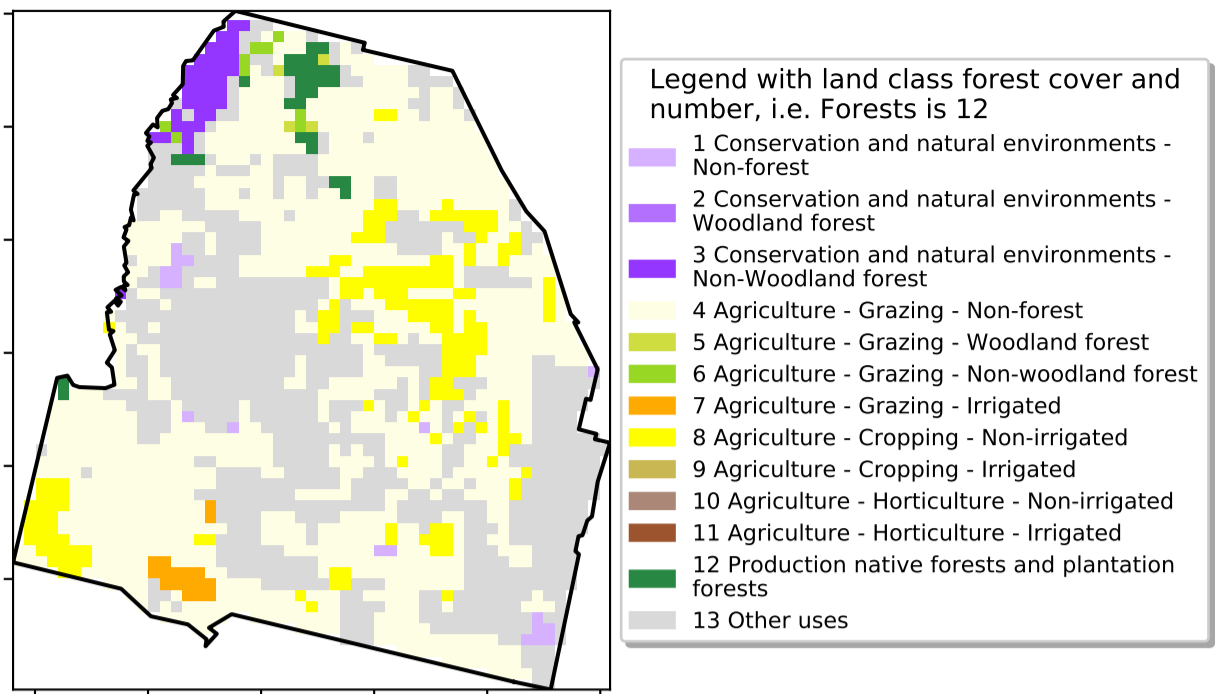 Legend with land class forest cover and
number, i.e. Forests is 12
1 Conservation and natural environments -
Non-forest
2 Conservation and natural environments -
Woodland forest
3 Conservation and natural environments -
Non-Woodland forest
4 Agriculture - Grazing - Non-forest
5 Agriculture - Grazing - Woodland forest
6 Agriculture - Grazing - Non-woodland forest
7 Agriculture - Grazing - Irrigated
8 Agriculture - Cropping - Non-irrigated
9 Agriculture - Cropping - Irrigated
10 Agriculture - Horticulture - Non-irrigated
11 Agriculture - Horticulture - Irrigated
12 Production native forests and plantation
forests
13 Other uses